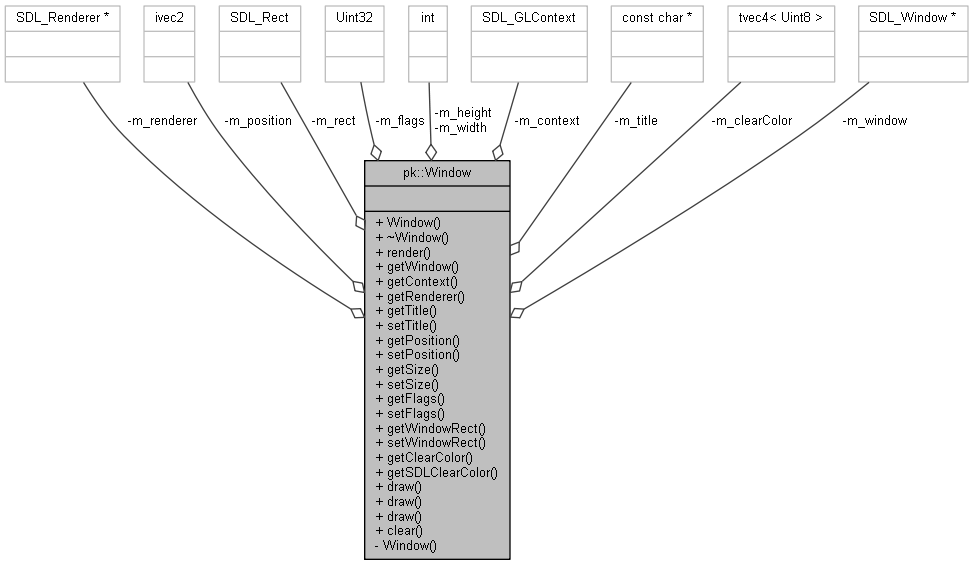 SDL_Renderer * ivec2 SDL_Rect Uint32 int SDL_GLContext const char * tvec4< Uint8 > SDL_Window *
-m_renderer -m_position -m_rect -m_flags -m_height -m_context -m_title -m_clearColor -m_window
-m_width
pk::Window
+ Window()
+ ~Window()
+ render()
+ getWindow()
+ getContext()
+ getRenderer()
+ getTitle()
+ setTitle()
+ getPosition()
+ setPosition()
+ getSize()
+ setSize()
+ getFlags()
+ setFlags()
+ getWindowRect()
+ setWindowRect()
+ getClearColor()
+ getSDLClearColor()
+ draw()
+ draw()
+ draw()
+ clear()
- Window()